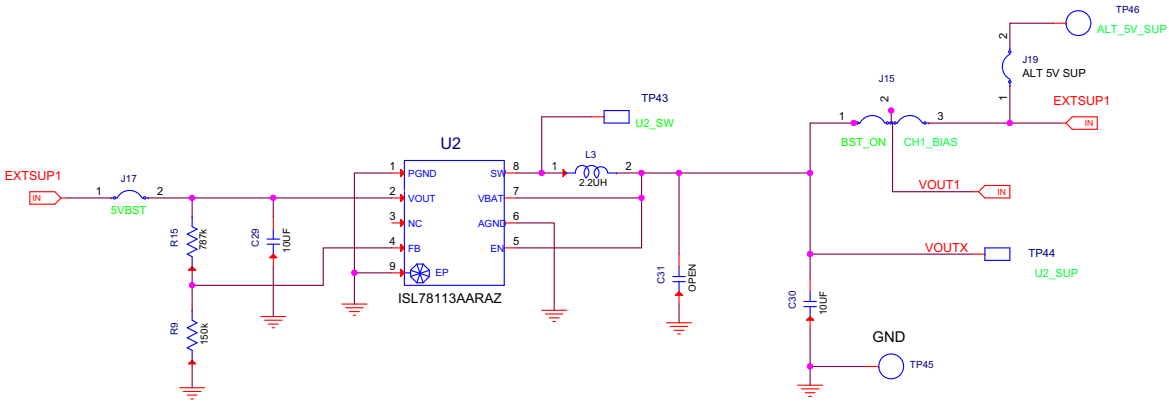 TP46
ALT_5V_SUP
2
J19
ALT 5V SUP
1
J15
2
EXTSUP1
IN
1
3
BST_ON
CH1_BIAS
VOUT1
IN
TP43
U2_SW
U2
L3
1
2
2.2UH
EXTSUP1
IN
1
J17
2
5VBST
1
PGND
SW
8
2
VOUT
VBAT
7
3
NC
AGND
6
4
FB
EN
5
9
EP
ISL78113AARAZ
R15
787k
C29
10UF
R9
150k
C31
OPEN
VOUTX
TP44
U2_SUP
C30
10UF
GND
TP45